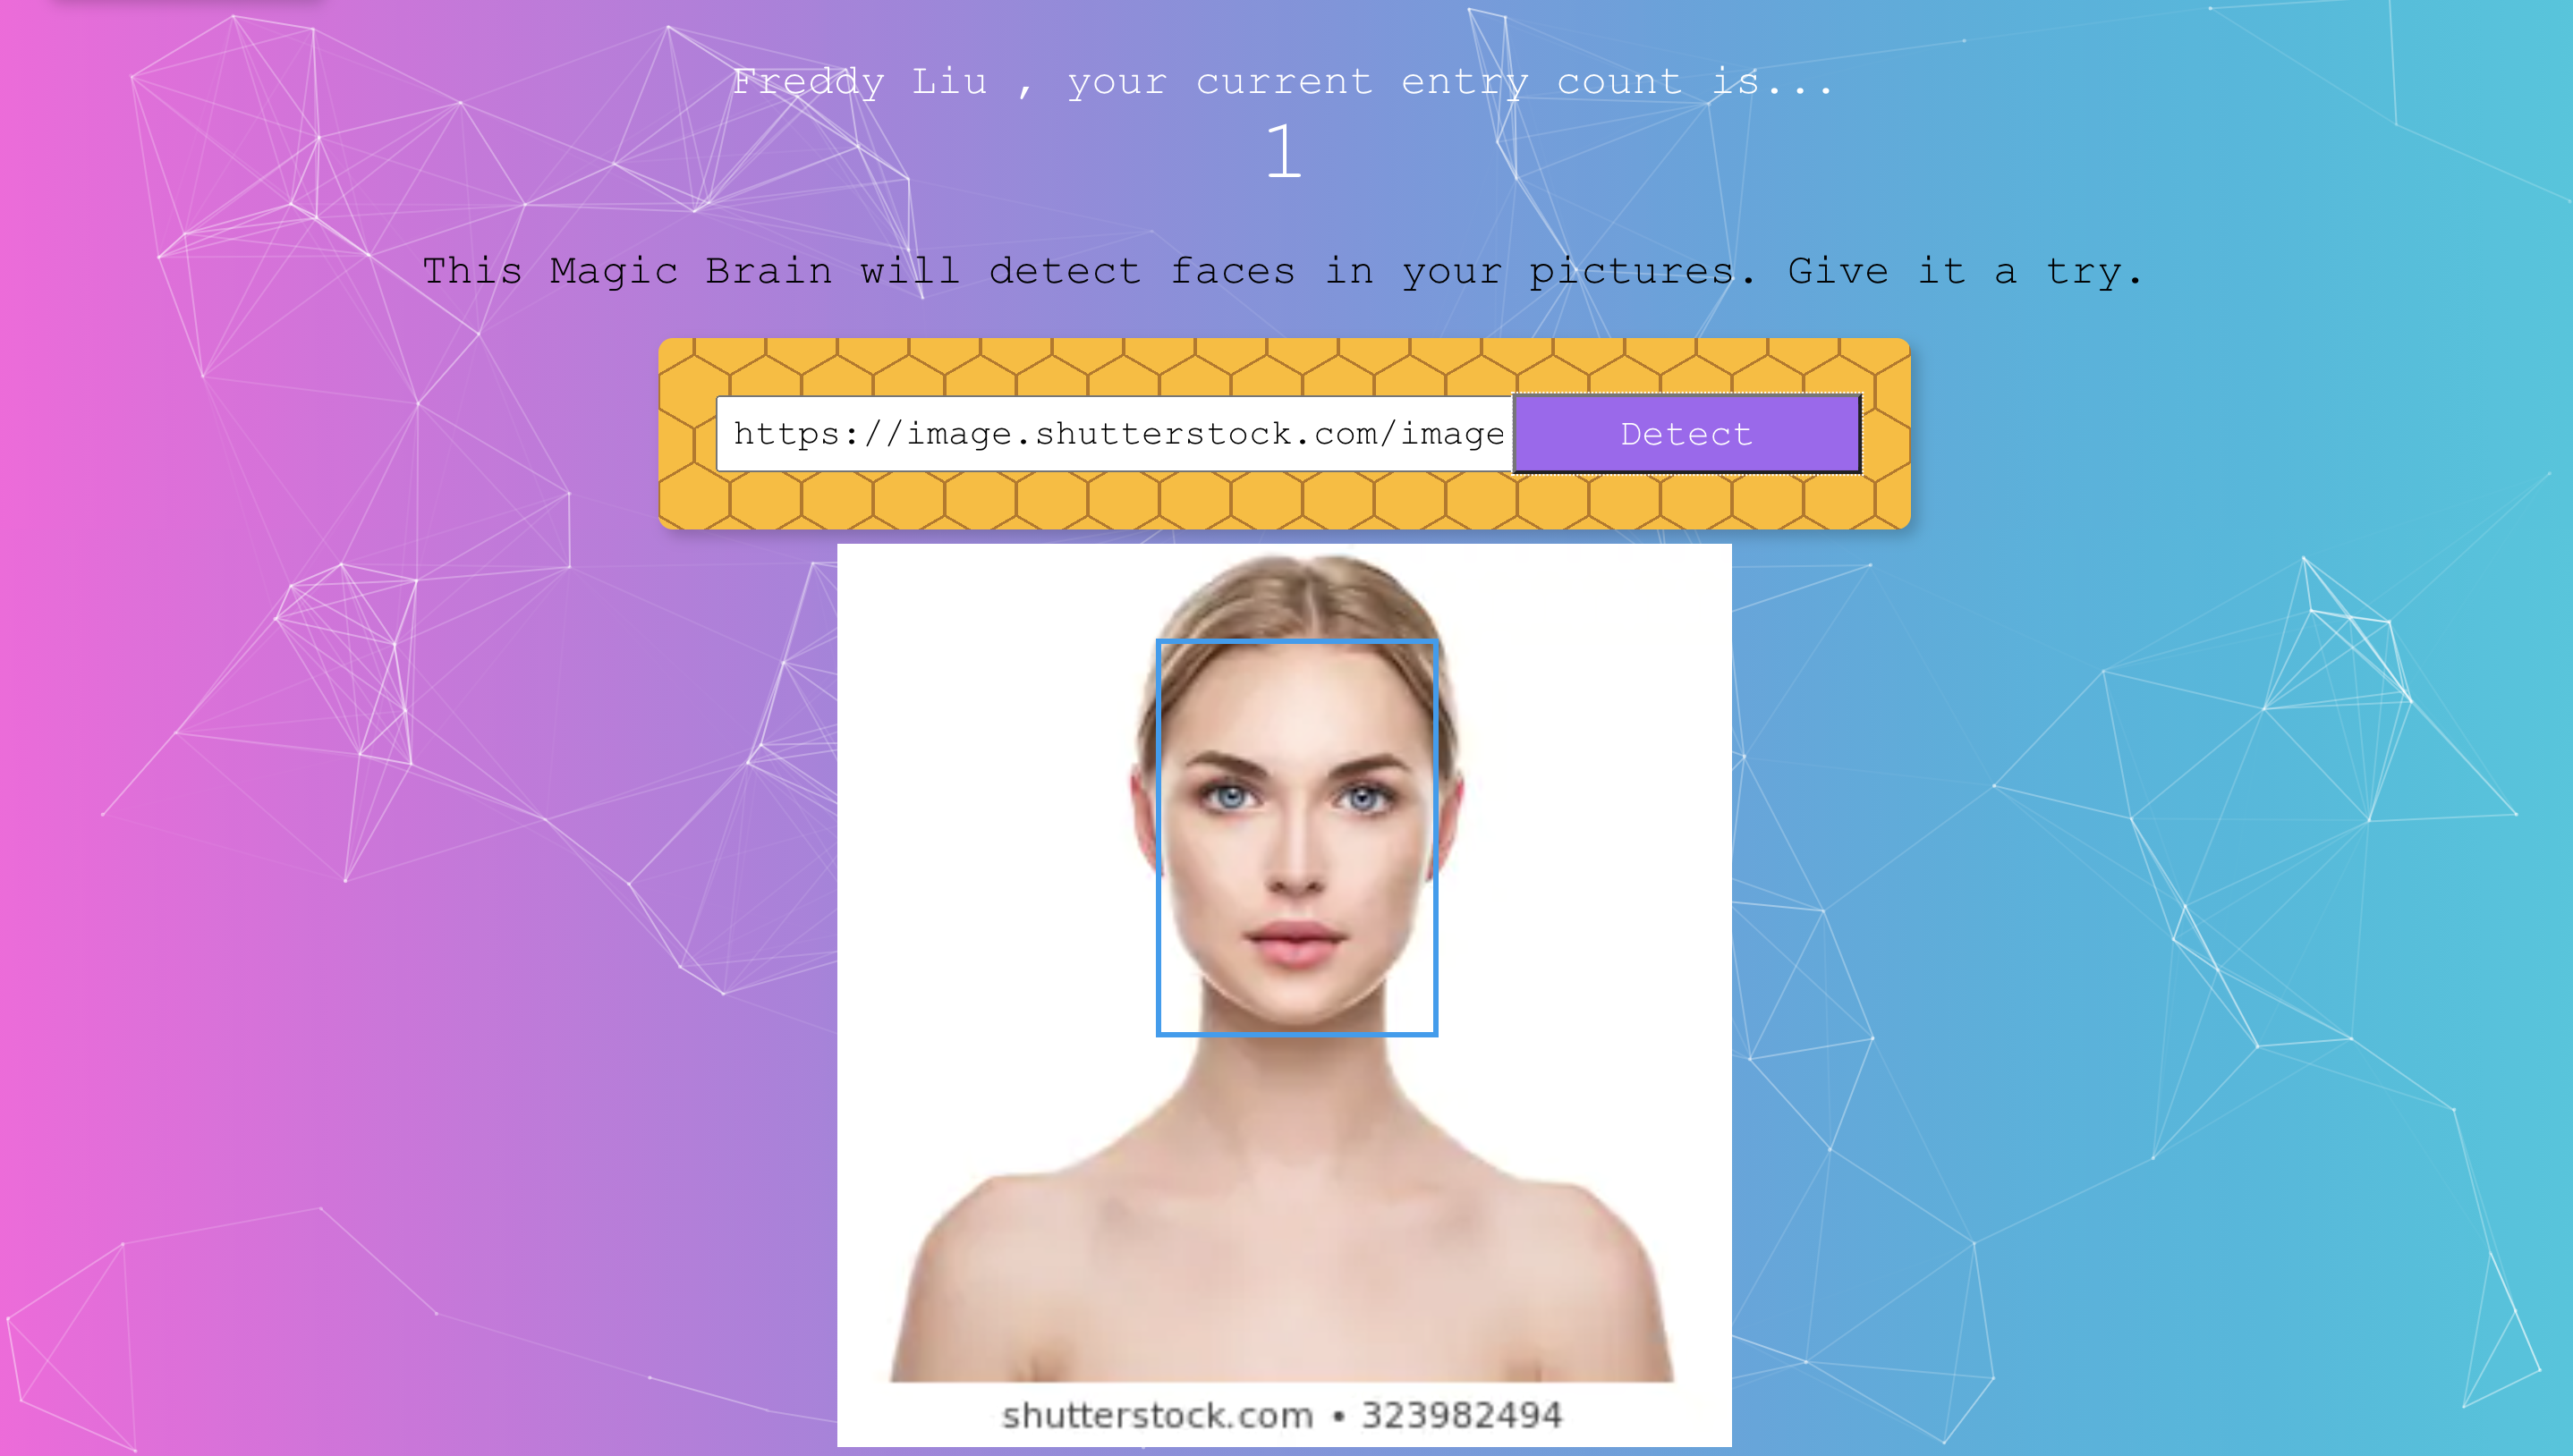 Freddy Liu , your current entry count is...
1
This Magic Brain will detect faces in your pictures. Give it a try.
https://image.shutterstock.com/image
Detect
shutterstock.com • 323982494